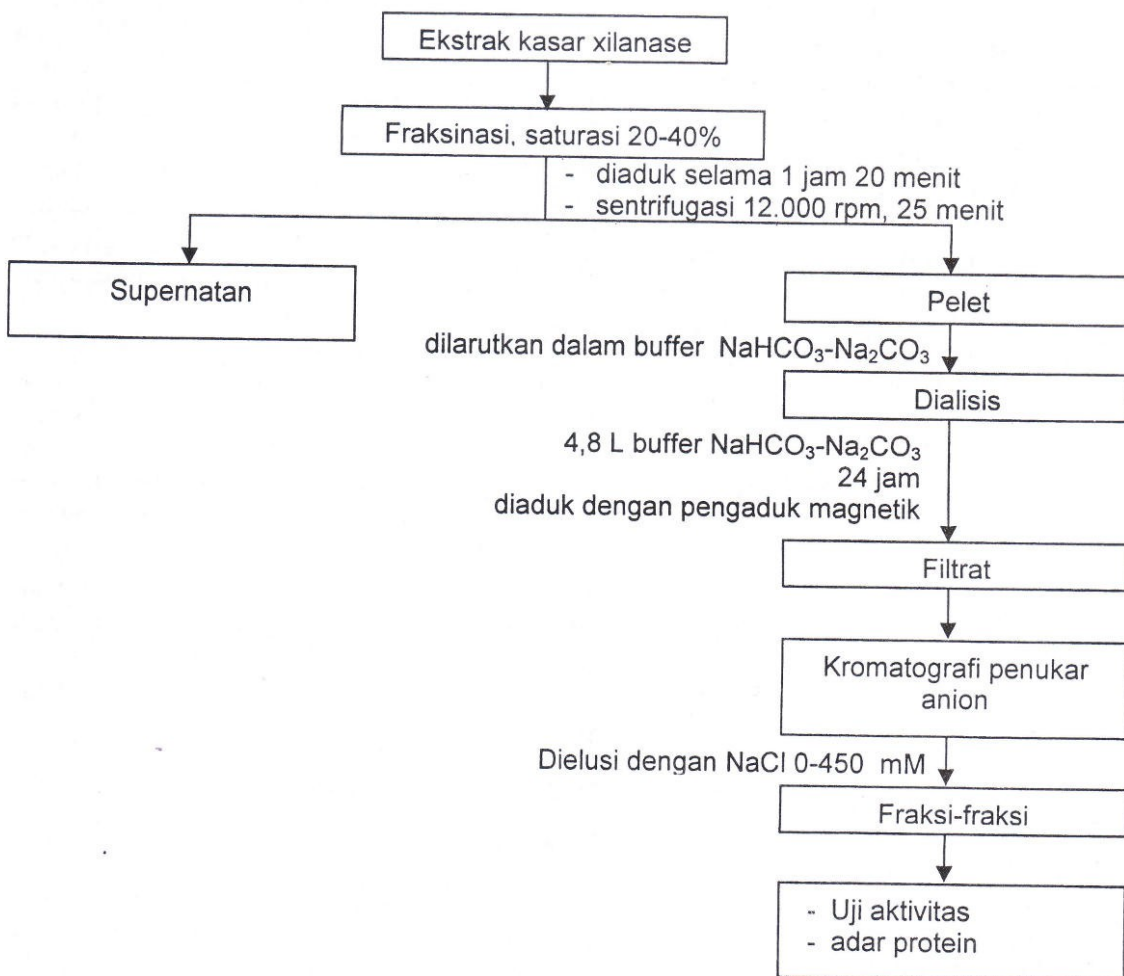 Ekstrak kasar xilanase
Fraksinasi, saturasi 20-40%
- diaduk selama 1 jam 20 menit
- sentrifugasi 12.000 rpm, 25 menit
Supernatan
Pelet
dilarutkan dalam buffer NaHCO₃-Na₂CO₃
Dialisis
4,8 L buffer NaHCO₃-Na₂CO₃
24 jam
diaduk dengan pengaduk magnetik
Filtrat
Kromatografi penukar
anion
Dielusi dengan NaCl 0-450 mM
Fraksi-fraksi
- Uji aktivitas
- adar protein